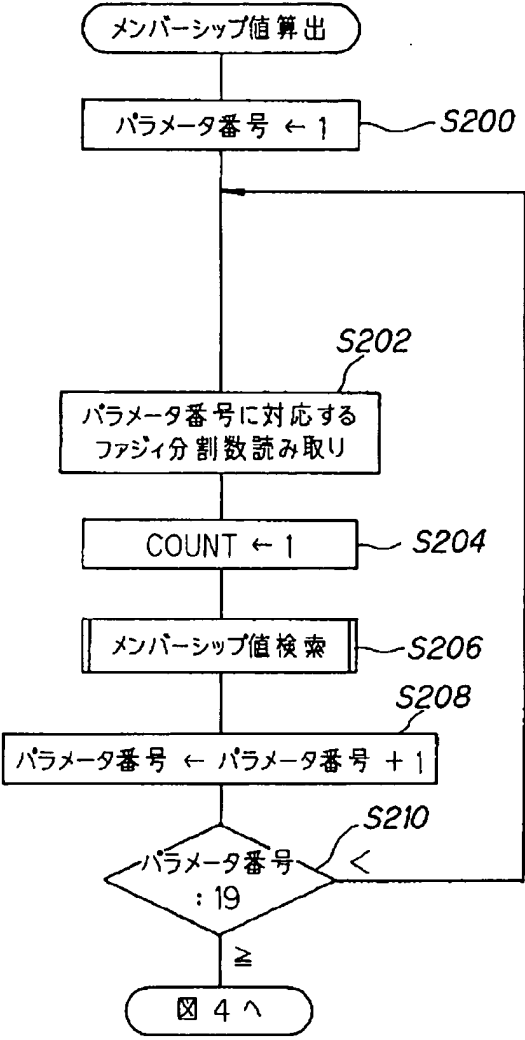 メンバーシップ値算出
パラメータ番号 ← 1
S200
S202
パラメータ番号に対応する
ファジィ分割数読み取り
COUNT ← 1
S204
メンバーシップ値検索
S206
S208
パラメータ番号 ← パラメータ番号 + 1
S210
パラメータ番号
: 19
<
≧
図 4 へ